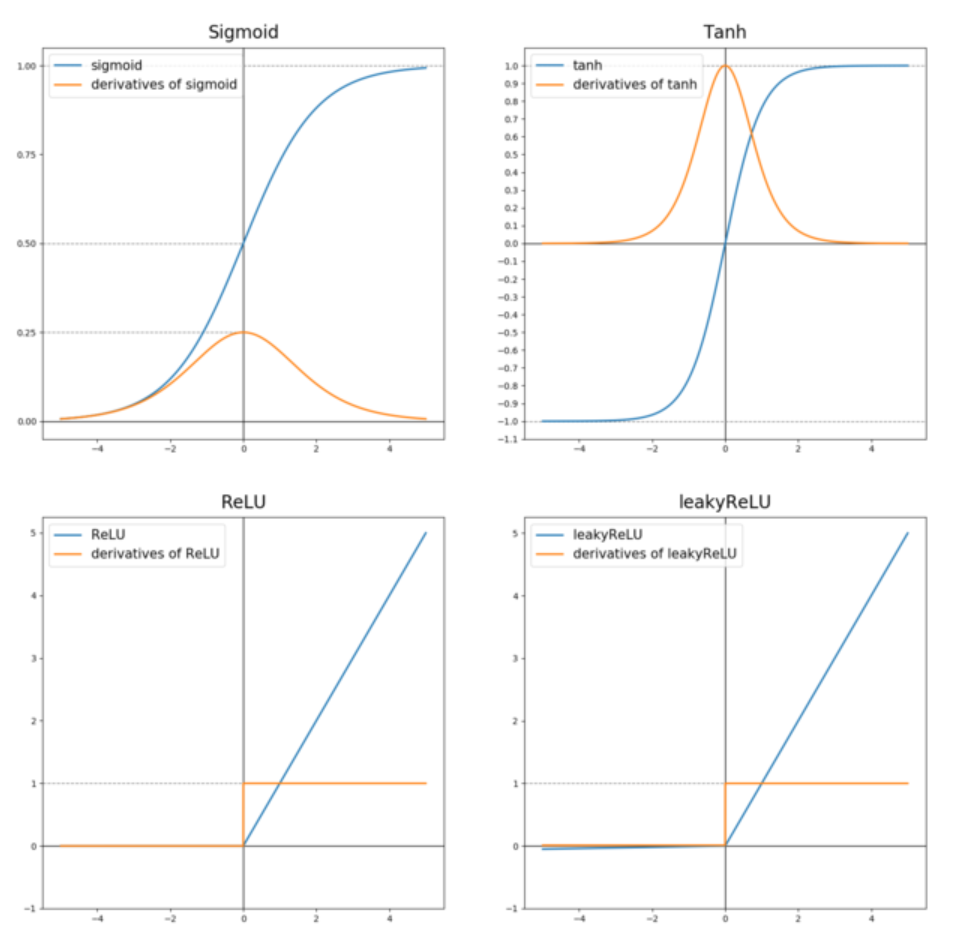 Sigmoid
sigmoid
derivatives of sigmoid
1.00
0.75
0.50
0.25
0.00
−4 −2 0 2 4
Tanh
tanh
derivatives of tanh
1.0
0.9
0.8
0.7
0.6
0.5
0.4
0.3
0.2
0.1
0.0
−0.1
−0.2
−0.3
−0.4
−0.5
−0.6
−0.7
−0.8
−0.9
−1.0
−1.1
−4 −2 0 2 4
ReLU
ReLU
derivatives of ReLU
5
4
3
2
1
0
−1
−4 −2 0 2 4
leakyReLU
leakyReLU
derivatives of leakyReLU
5
4
3
2
1
0
−1
−4 −2 0 2 4